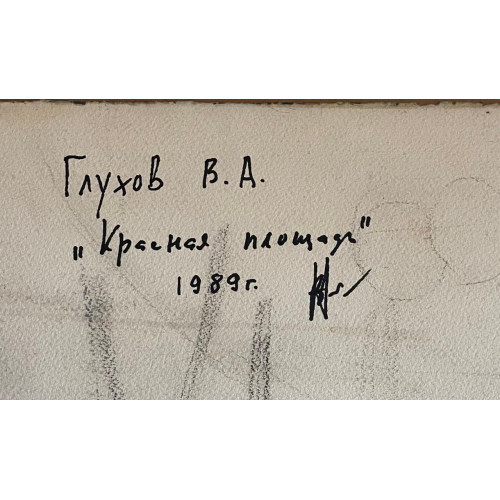 Глухов В.А.
„Красная площадь"
1989г.